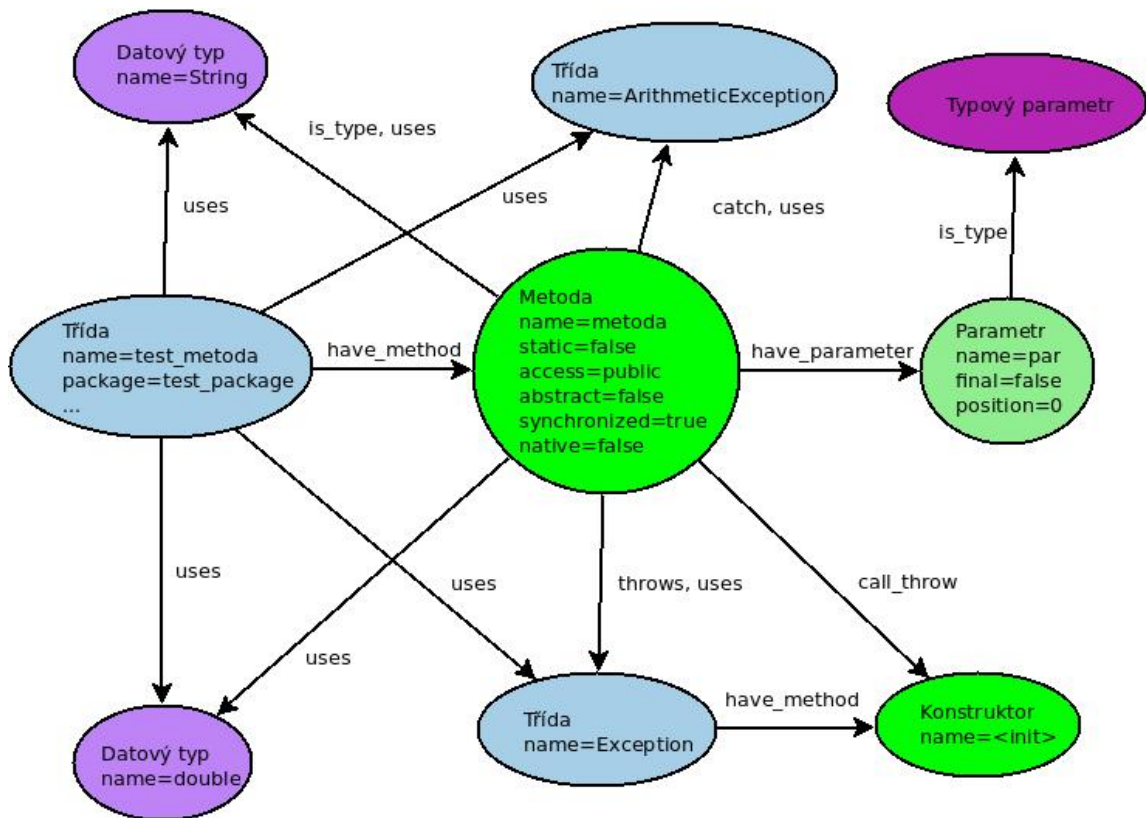 Datový typ
name=String
Třída
name=ArithmeticException
Typový parametr
is_type, uses
uses
uses
catch, uses
is_type
Třída
name=test_metoda
package=test_package
...
have_method
Metoda
name=metoda
static=false
access=public
abstract=false
synchronized=true
native=false
have_parameter
Parametr
name=par
final=false
position=0
uses
uses
throws, uses
call_throw
uses
Datový typ
name=double
Třída
name=Exception
have_method
Konstruktor
name=<init>